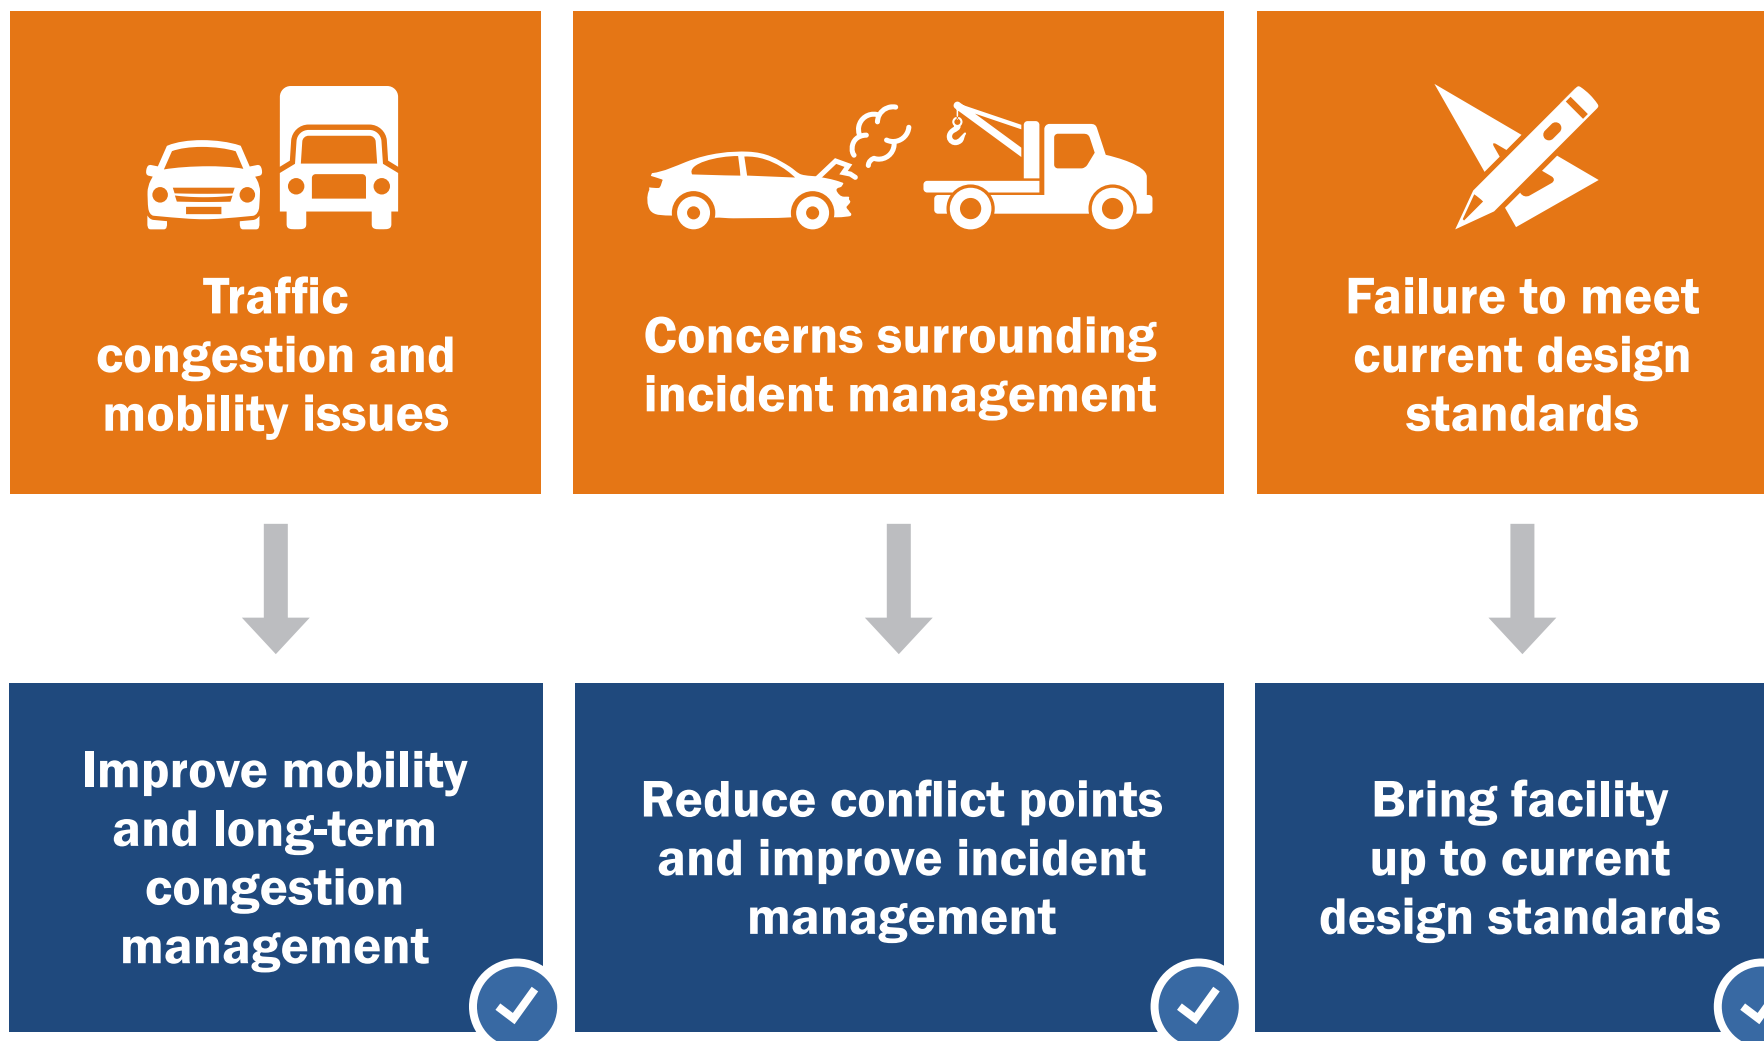 Traffic
congestion and
mobility issues
Concerns surrounding
incident management
Failure to meet
current design
standards
Improve mobility
and long-term
congestion
management
Reduce conflict points
and improve incident
management
Bring facility
up to current
design standards